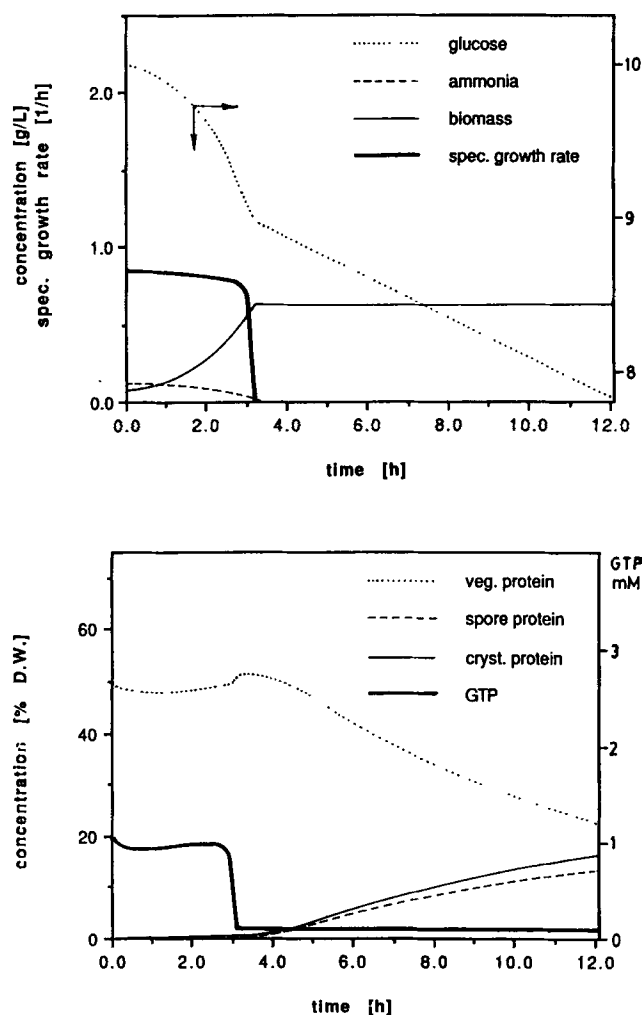 glucose
ammonia
biomass
spec. growth rate
concentration [g/L]
spec. growth rate [1/h]
2.0
1.0
0.0
10
9
8
0.0 2.0 4.0 6.0 8.0 10.0 12.0
time [h]
GTP
mM
veg. protein
spore protein
cryst. protein
GTP
concentration [% D.W.]
60
40
20
0
3
2
1
0
0 2.0 4.0 6.0 8.0 10.0 12.0
time [h]